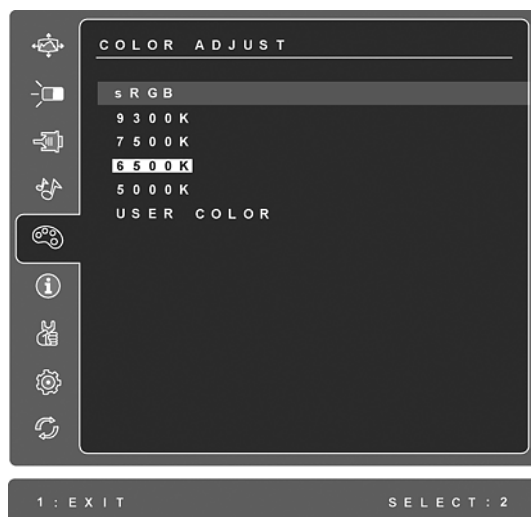 COLOR ADJUST
sRGB
9300K
7500K
6500K
5000K
USER COLOR
1:EXIT SELECT:2